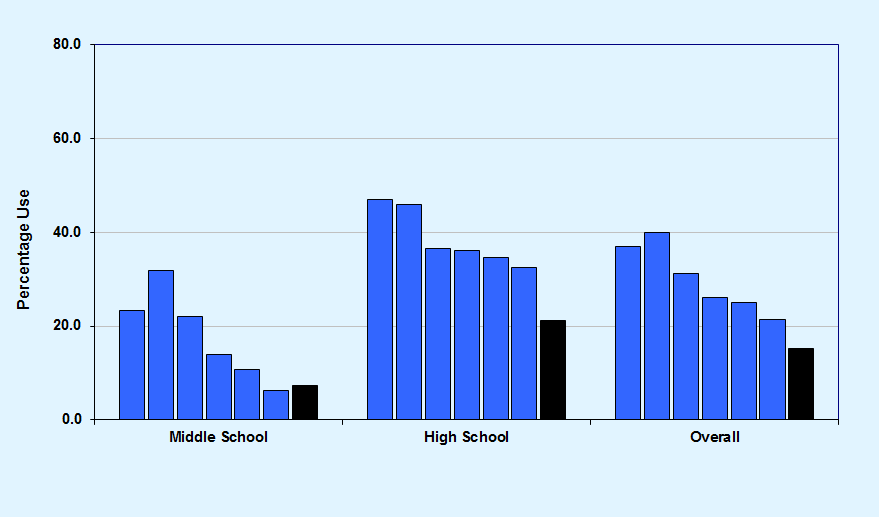 80.0
60.0
40.0
20.0
0.0
Percentage Use
Middle School
High School
Overall